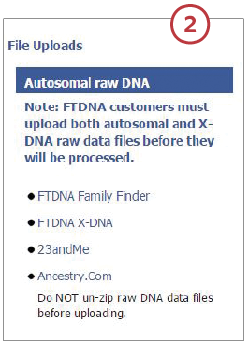 2
File Uploads
Autosomal raw DNA
Note: FTDNA customers must
upload both autosomal and X-
DNA raw data files before they
will be processed.
FTDNA Family Finder
FTDNA X-DNA
23andMe
Ancestry.Com
Do NOT un-zip raw DNA data files
before uploading.